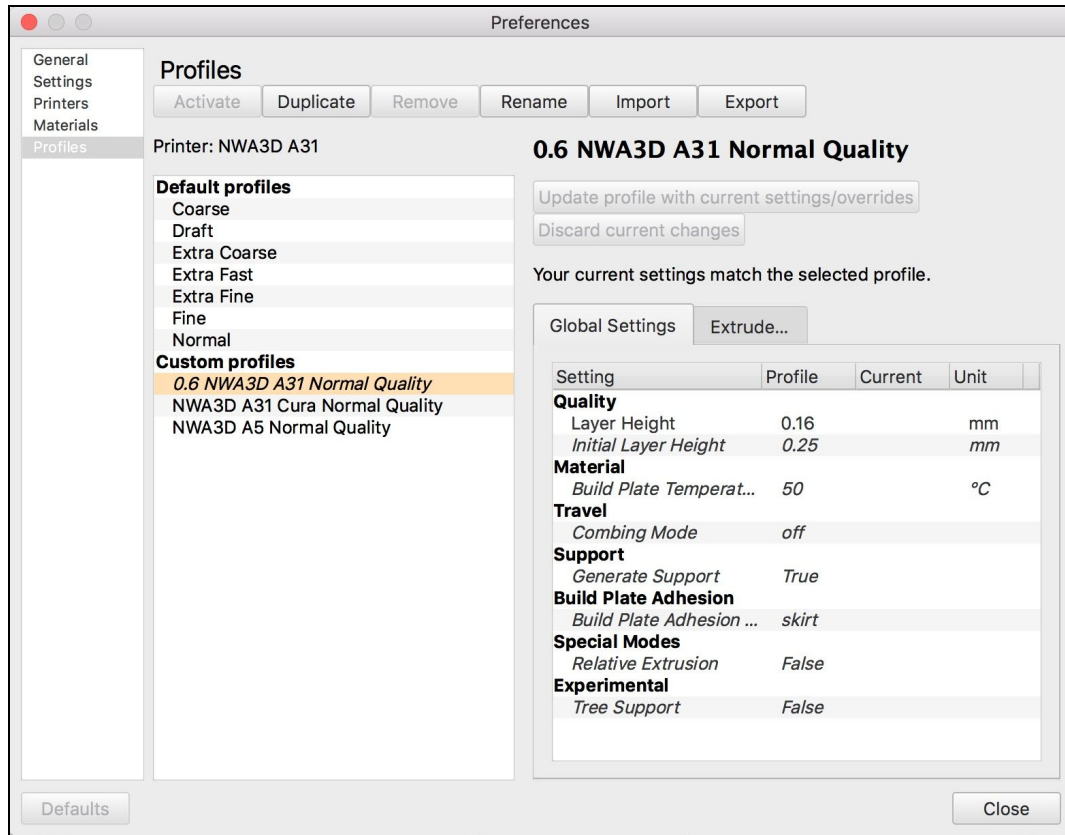 Preferences
General
Settings
Printers
Materials
Profiles
Profiles
Activate Duplicate Remove Rename Import Export
Printer: NWA3D A31
Default profiles
Coarse
Draft
Extra Coarse
Extra Fast
Extra Fine
Fine
Normal
Custom profiles
0.6 NWA3D A31 Normal Quality
NWA3D A31 Cura Normal Quality
NWA3D A5 Normal Quality
0.6 NWA3D A31 Normal Quality
Update profile with current settings/overrides
Discard current changes
Your current settings match the selected profile.
Global Settings Extrude...
Setting Profile Current Unit
Quality
Layer Height 0.16 mm
Initial Layer Height 0.25 mm
Material
Build Plate Temperat... 50 °C
Travel
Combing Mode off
Support
Generate Support True
Build Plate Adhesion
Build Plate Adhesion ... skirt
Special Modes
Relative Extrusion False
Experimental
Tree Support False
Defaults Close